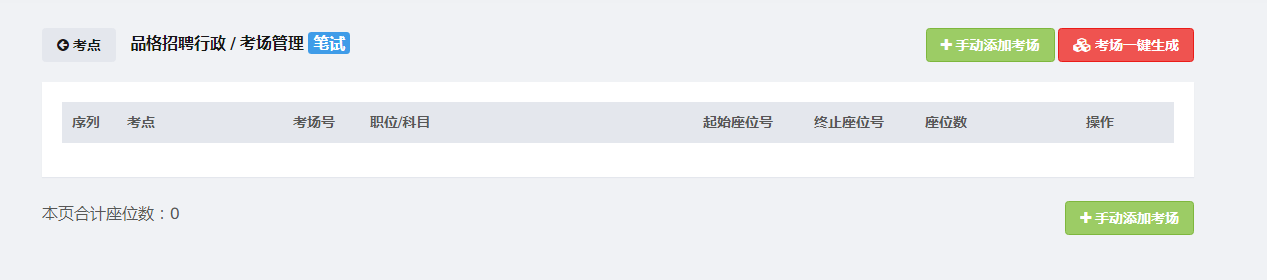 考点 品格招聘行政 / 考场管理 笔试 手动添加考场 考场一键生成
序列 考点 考场号 职位/科目 起始座位号 终止座位号 座位数 操作
本页合计座位数：0 手动添加考场